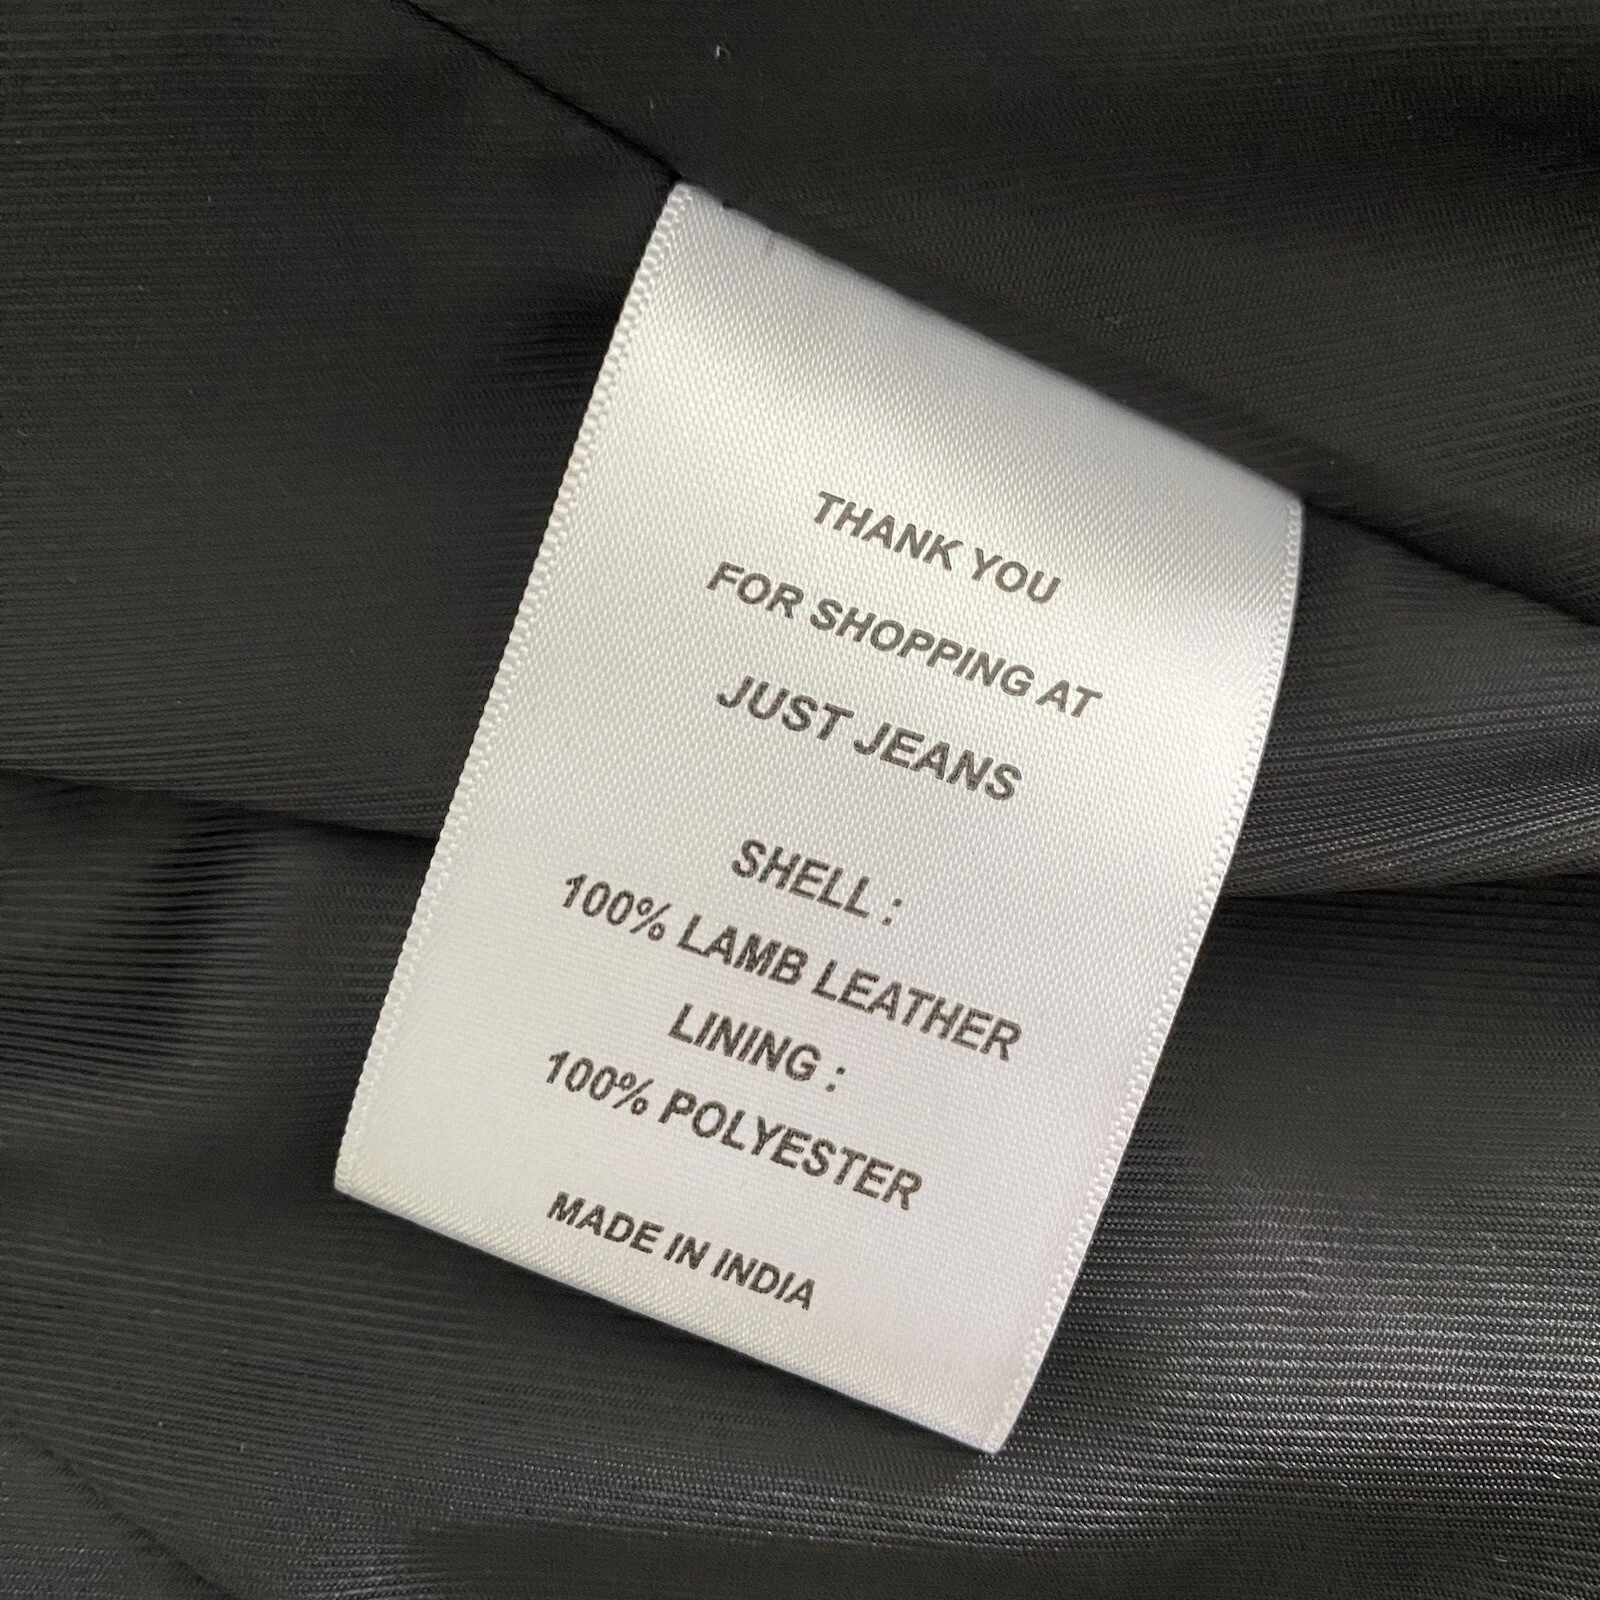 THANK YOU
FOR SHOPPING AT
JUST JEANS
SHELL :
100% LAMB LEATHER
LINING :
100% POLYESTER
MADE IN INDIA